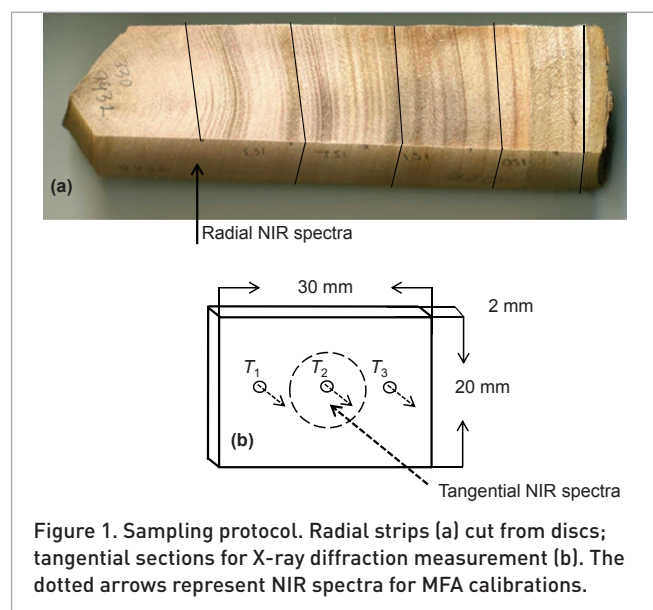 (a)
Radial NIR spectra
30 mm
2 mm
T1 T2 T3
20 mm
(b)
Tangential NIR spectra
Figure 1. Sampling protocol. Radial strips (a) cut from discs;
tangential sections for X-ray diffraction measurement (b). The
dotted arrows represent NIR spectra for MFA calibrations.